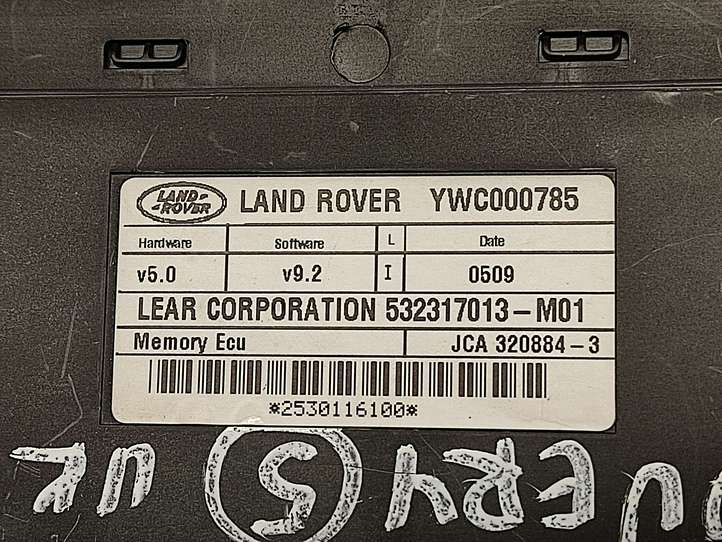 LAND-
-ROVER
LAND ROVER YWC000785
Hardware Software L Date
v5.0 v9.2 I 0509
LEAR CORPORATION 532317013-M01
Memory Ecu JCA 320884-3
*2530116100*